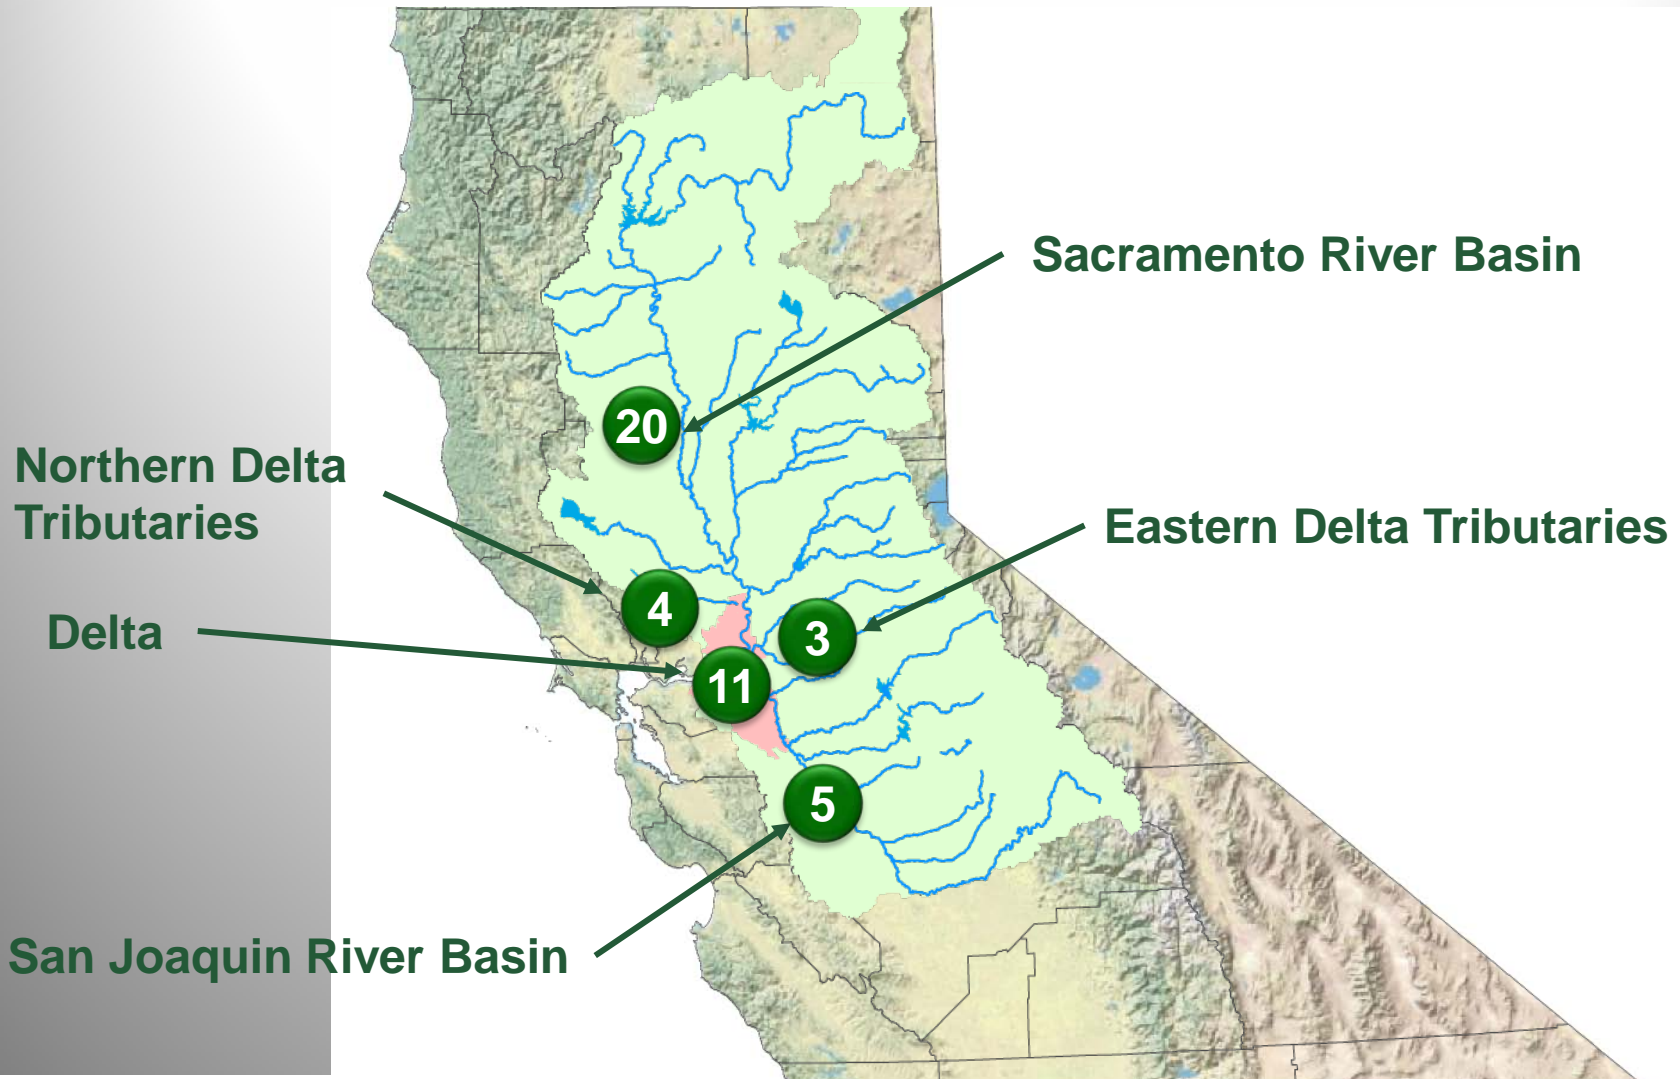 Sacramento River Basin
20
Northern Delta
Tributaries
Eastern Delta Tributaries
4
Delta
3
11
5
San Joaquin River Basin